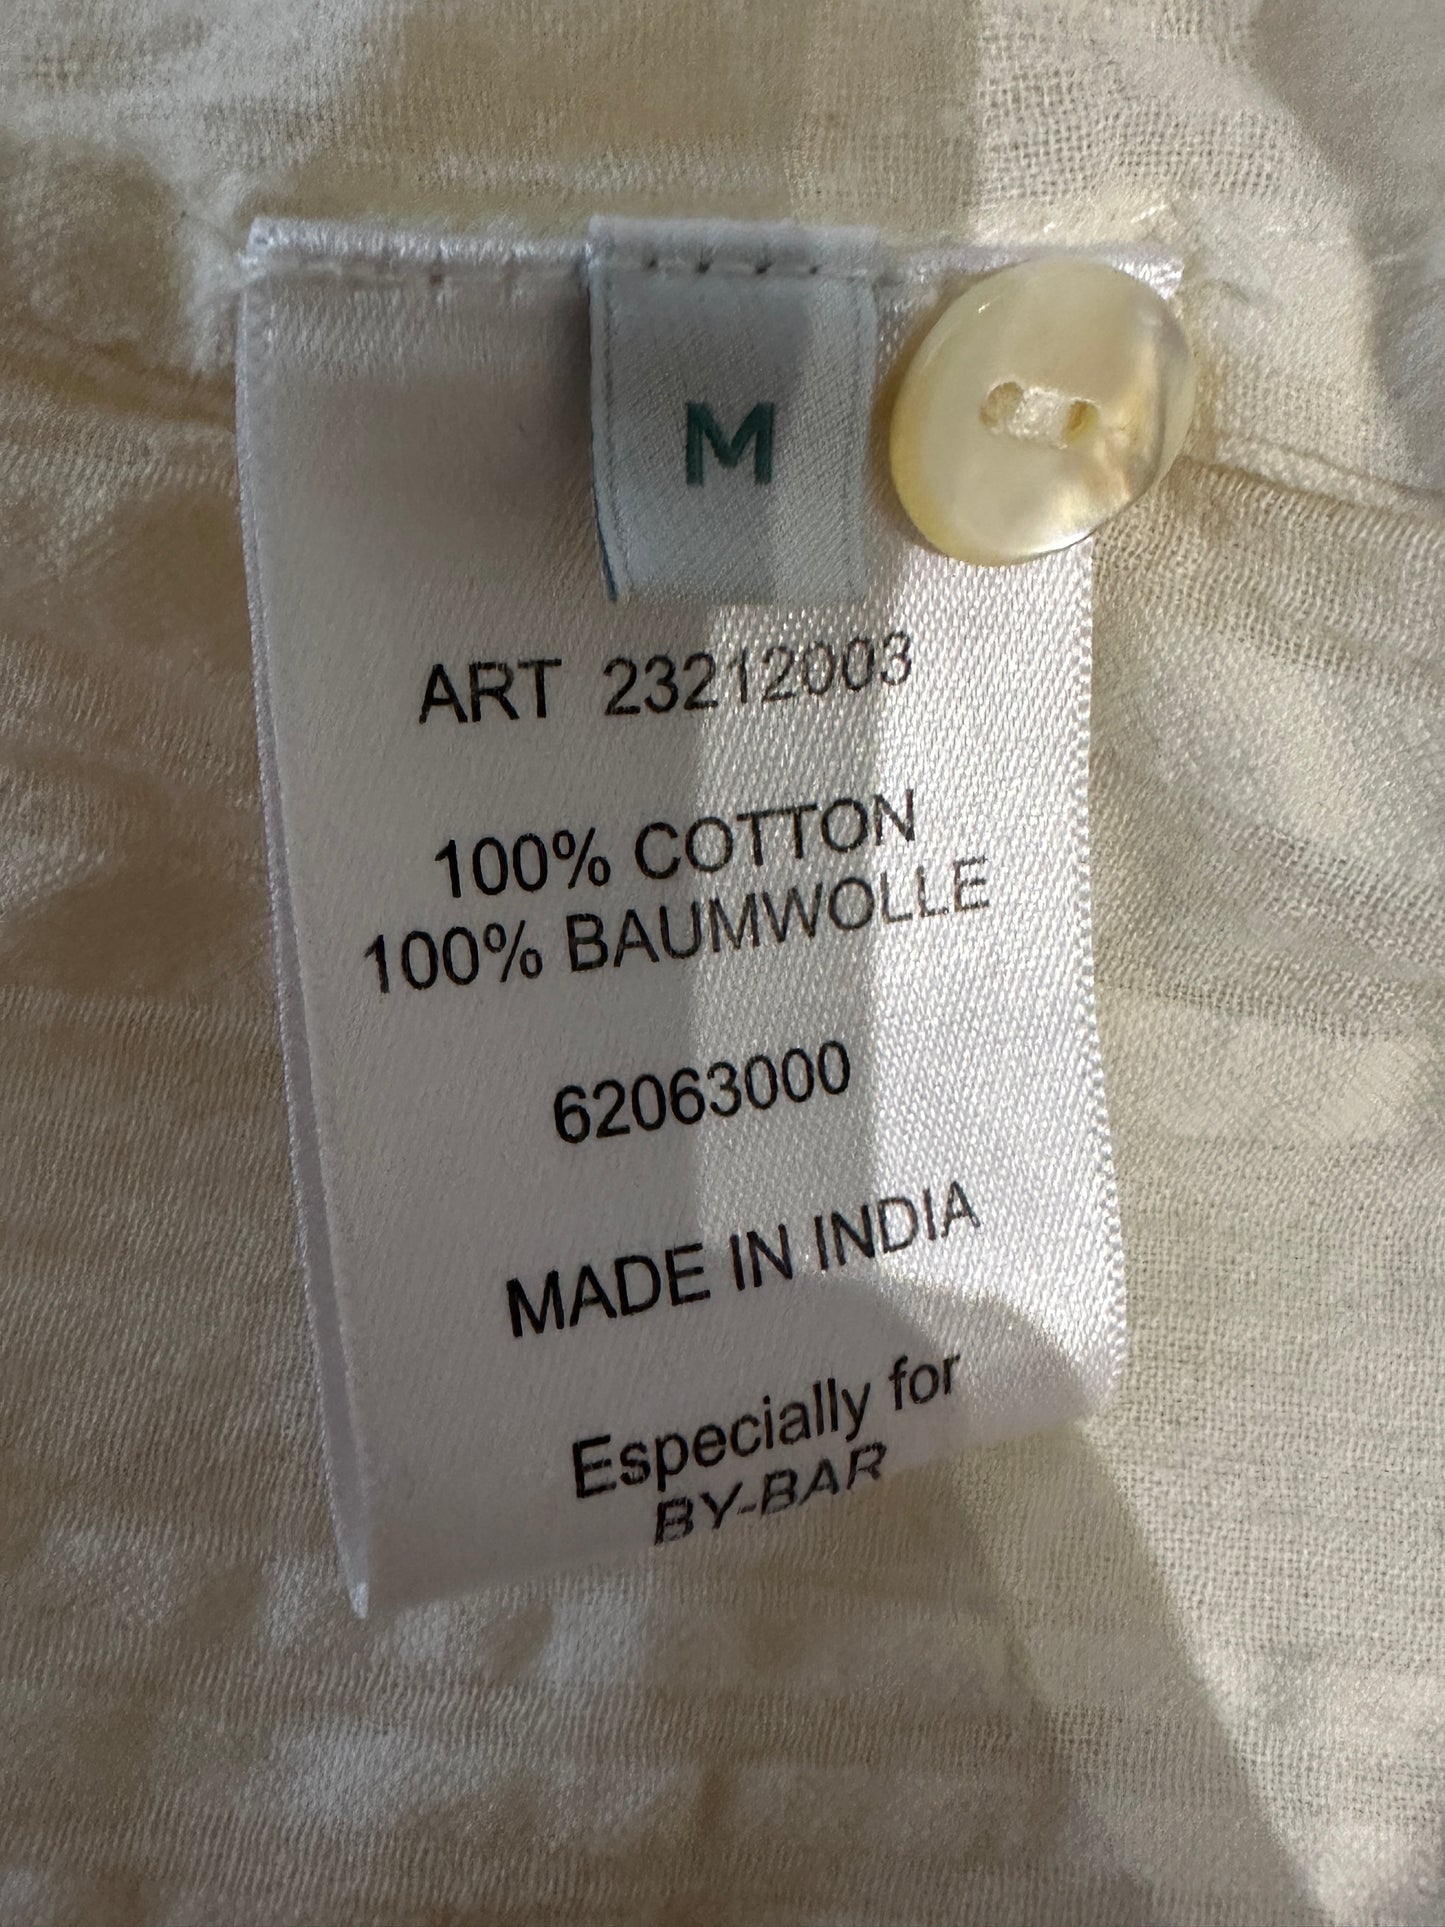 M
ART 23212003
100% COTTON
100% BAUMWOLLE
62063000
MADE IN INDIA
Especially for
BY-BAR